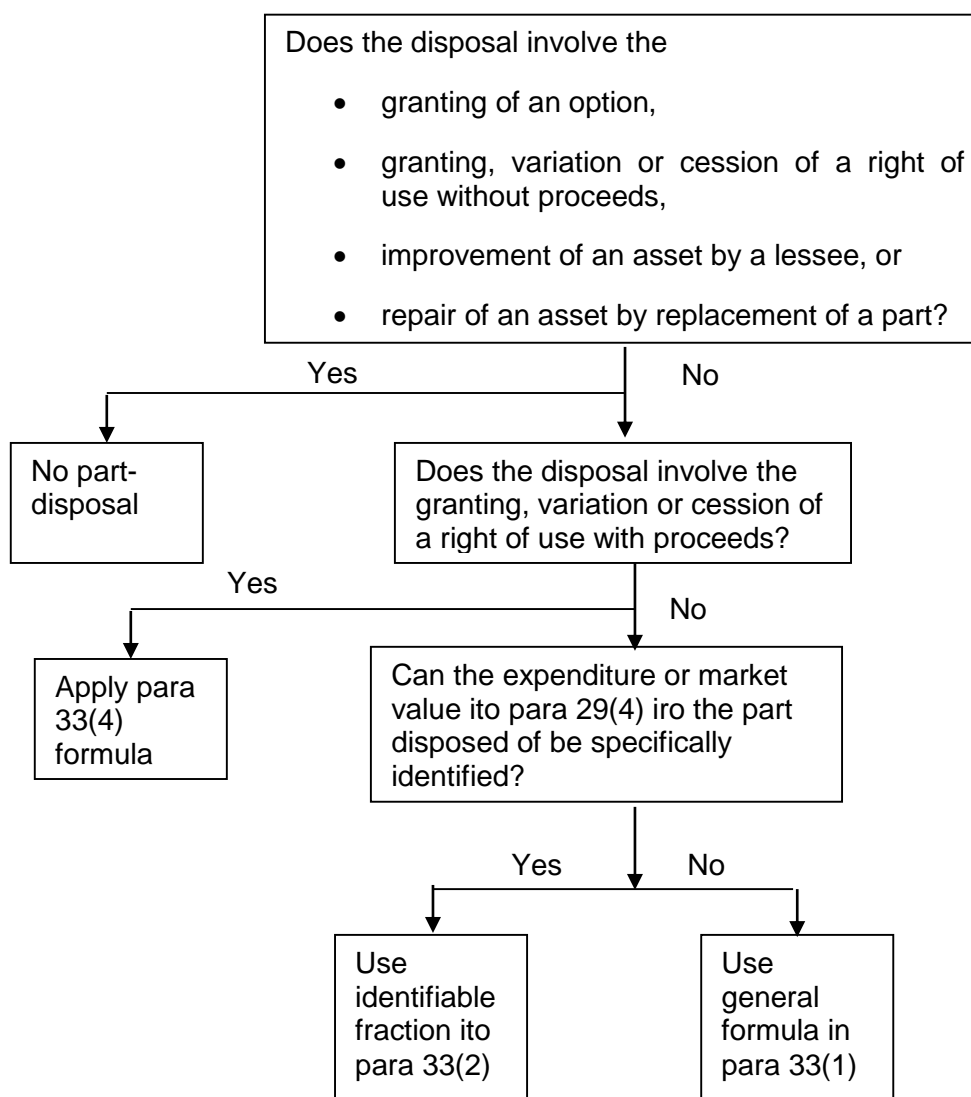 Does the disposal involve the
• granting of an option,
• granting, variation or cession of a right of
use without proceeds,
• improvement of an asset by a lessee, or
• repair of an asset by replacement of a part?
Yes
No
No part-
disposal
Does the disposal involve the
granting, variation or cession of
a right of use with proceeds?
Yes
No
Apply para
33(4)
formula
Can the expenditure or market
value ito para 29(4) iro the part
disposed of be specifically
identified?
Yes
No
Use
identifiable
fraction ito
para 33(2)
Use
general
formula in
para 33(1)